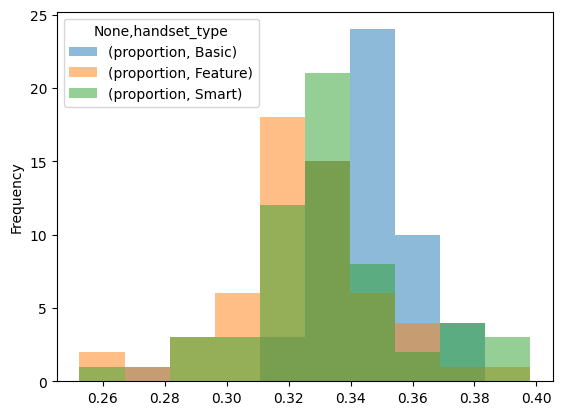 None,handset_type
(proportion, Basic)
(proportion, Feature)
(proportion, Smart)
Frequency
25
20
15
10
5
0
0.26 0.28 0.30 0.32 0.34 0.36 0.38 0.40